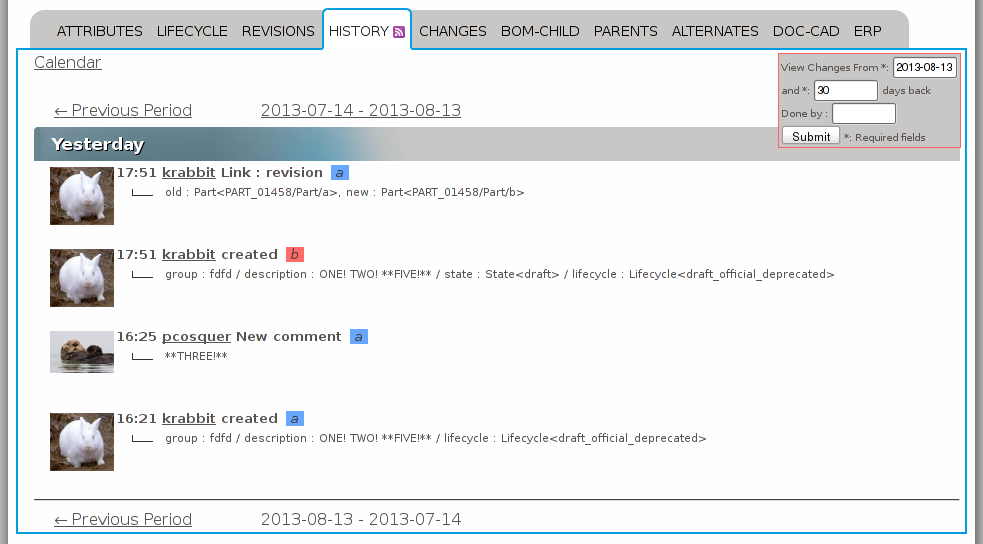 ATTRIBUTES LIFECYCLE REVISIONS HISTORY CHANGES BOM-CHILD PARENTS ALTERNATES DOC-CAD ERP
Calendar
View Changes From *: 2013-08-13
and *: 30 days back
Done by :
Submit *: Required fields
← Previous Period 2013-07-14 - 2013-08-13
Yesterday
17:51 krabbit Link : revision a
old : Part<PART_01458/Part/a>, new : Part<PART_01458/Part/b>
17:51 krabbit created b
group : fdfd / description : ONE! TWO! **FIVE!** / state : State<draft> / lifecycle : Lifecycle<draft_official_deprecated>
16:25 pcosquer New comment a
**THREE!**
16:21 krabbit created a
group : fdfd / description : ONE! TWO! **FIVE!** / lifecycle : Lifecycle<draft_official_deprecated>
← Previous Period 2013-08-13 - 2013-07-14